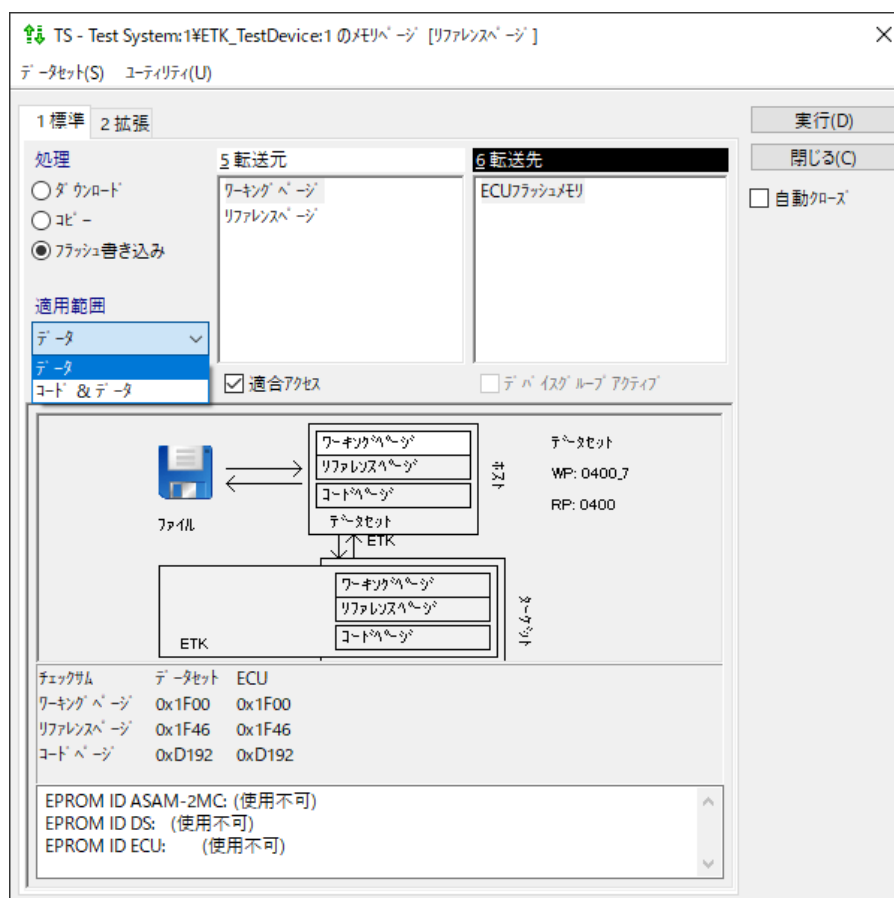 TS - Test System:1¥ETK_TestDevice:1 のﾒﾓﾘﾍﾟｰｼﾞ [ﾘﾌｧﾚﾝｽﾍﾟｰｼﾞ]
ﾃﾞｰﾀｾｯﾄ(S) ﾕｰﾃｨﾘﾃｨ(U)
1 標準 2 拡張
実行(D)
閉じる(C)
自動ｸﾛｰｽﾞ
処理
ﾀﾞｳﾝﾛｰﾄﾞ
ｺﾋﾟｰ
ﾌﾗｯｼｭ書き込み
適用範囲
ﾃﾞｰﾀ
ﾃﾞｰﾀ
ｺｰﾄﾞ & ﾃﾞｰﾀ
5 転送元
ﾜｰｷﾝｸﾞﾍﾟｰｼﾞ
ﾘﾌｧﾚﾝｽﾍﾟｰｼﾞ
適合ｱｸｾｽ
6 転送先
ECUﾌﾗｯｼｭﾒﾓﾘ
ﾃﾞﾊﾞｲｽｸﾞﾙｰﾌﾟｱｸﾃｨﾌﾞ
ﾌｧｲﾙ
ﾜｰｷﾝｸﾞﾍﾟｰｼﾞ
ﾘﾌｧﾚﾝｽﾍﾟｰｼﾞ
ｺｰﾄﾞﾍﾟｰｼﾞ
ﾃﾞｰﾀｾｯﾄ
ﾎｽﾄ
ﾃﾞｰﾀｾｯﾄ
WP: 0400_7
RP: 0400
ETK
ﾜｰｷﾝｸﾞﾍﾟｰｼﾞ
ﾘﾌｧﾚﾝｽﾍﾟｰｼﾞ
ｺｰﾄﾞﾍﾟｰｼﾞ
ETK
ﾀｰｹﾞｯﾄ
ﾁｪｯｸｻﾑ ﾃﾞｰﾀｾｯﾄ ECU
ﾜｰｷﾝｸﾞﾍﾟｰｼﾞ 0x1F00 0x1F00
ﾘﾌｧﾚﾝｽﾍﾟｰｼﾞ 0x1F46 0x1F46
ｺｰﾄﾞﾍﾟｰｼﾞ 0xD192 0xD192
EPROM ID ASAM-2MC: (使用不可)
EPROM ID DS: (使用不可)
EPROM ID ECU: (使用不可)